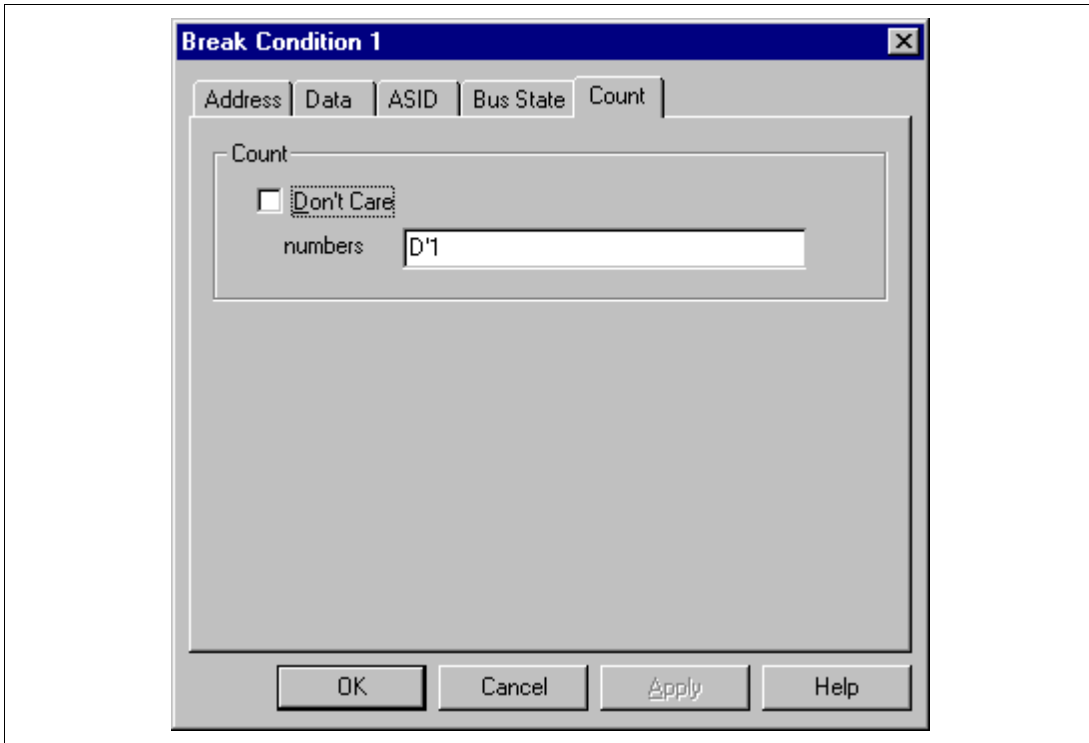 Break Condition 1
Address Data ASID Bus State Count
Count
Don't Care
numbers D'1
OK Cancel Apply Help